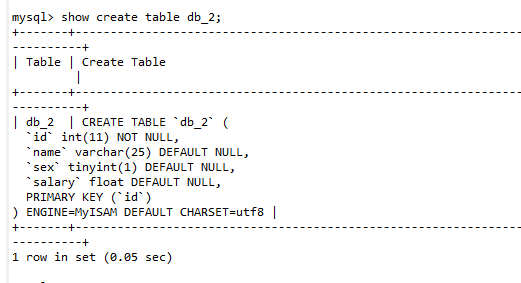 mysql> show create table db_2;
+-------+---------------------------------------------------------------
----------+
| Table | Create Table
|
+-------+---------------------------------------------------------------
----------+
| db_2 | CREATE TABLE `db_2` (
`id` int(11) NOT NULL,
`name` varchar(25) DEFAULT NULL,
`sex` tinyint(1) DEFAULT NULL,
`salary` float DEFAULT NULL,
PRIMARY KEY (`id`)
) ENGINE=MyISAM DEFAULT CHARSET=utf8 |
+-------+---------------------------------------------------------------
----------+
1 row in set (0.05 sec)